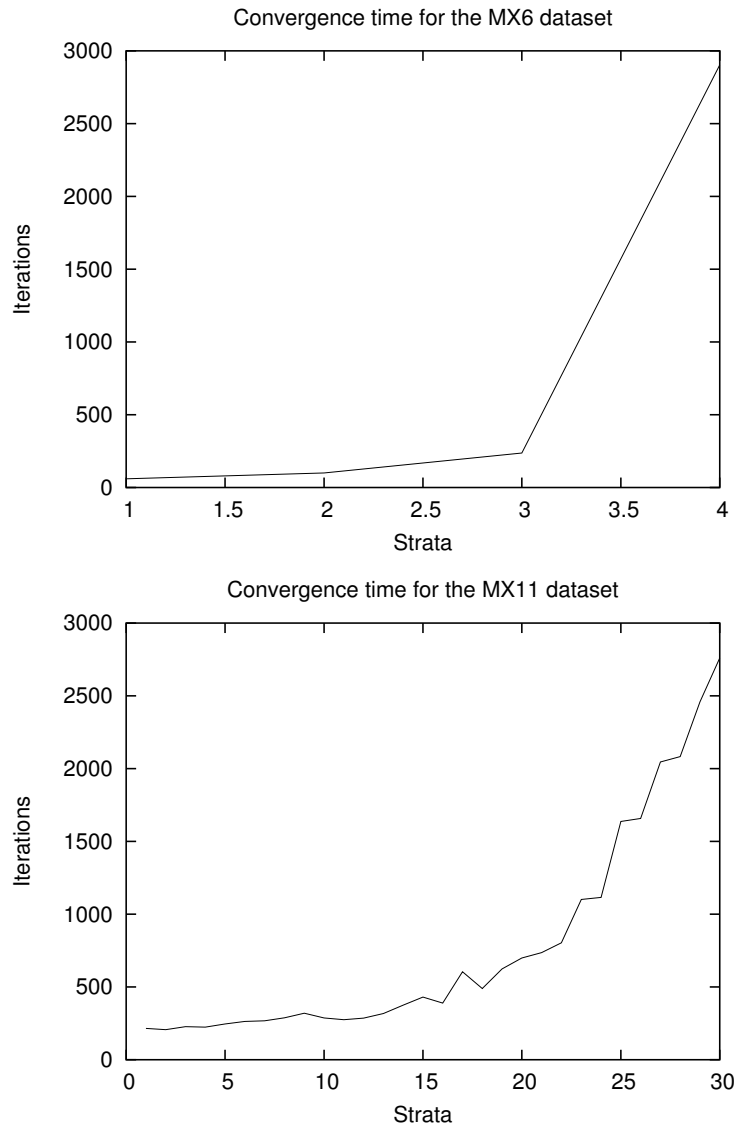 Convergence time for the MX6 dataset
3000
2500
2000
1500
1000
500
0
Iterations
1 1.5 2 2.5 3 3.5 4
Strata
Convergence time for the MX11 dataset
3000
2500
2000
1500
1000
500
0
Iterations
0 5 10 15 20 25 30
Strata